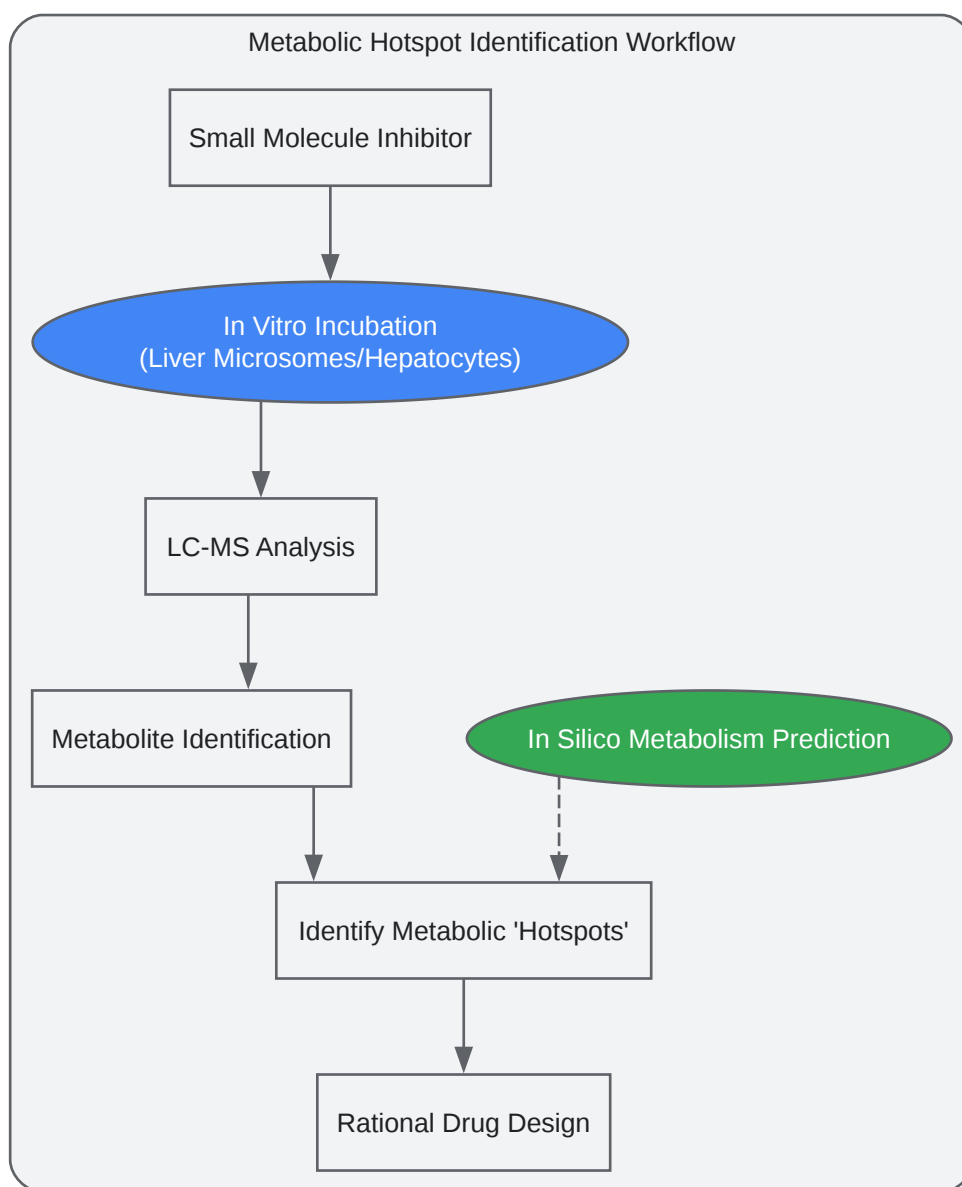 Metabolic Hotspot Identification Workflow
Small Molecule Inhibitor
In Vitro Incubation
(Liver Microsomes/Hepatocytes)
LC-MS Analysis
Metabolite Identification
In Silico Metabolism Prediction
Identify Metabolic 'Hotspots'
Rational Drug Design